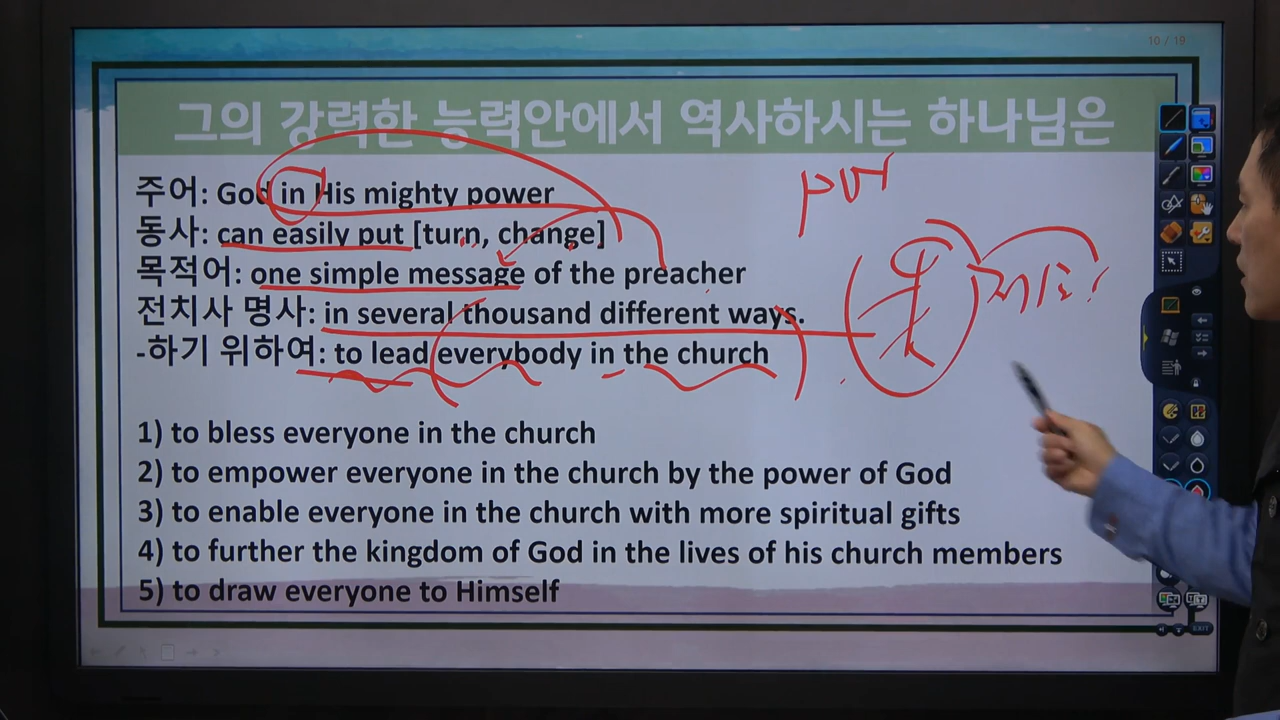 10 / 19
그의 강력한 능력안에서 역사하시는 하나님은
주어: God in His mighty power
동사: can easily put [turn, change]
목적어: one simple message of the preacher
전치사 명사: in several thousand different ways.
-하기 위하여: to lead everybody in the church
1) to bless everyone in the church
2) to empower everyone in the church by the power of God
3) to enable everyone in the church with more spiritual gifts
4) to further the kingdom of God in the lives of his church members
5) to draw everyone to Himself
EXIT